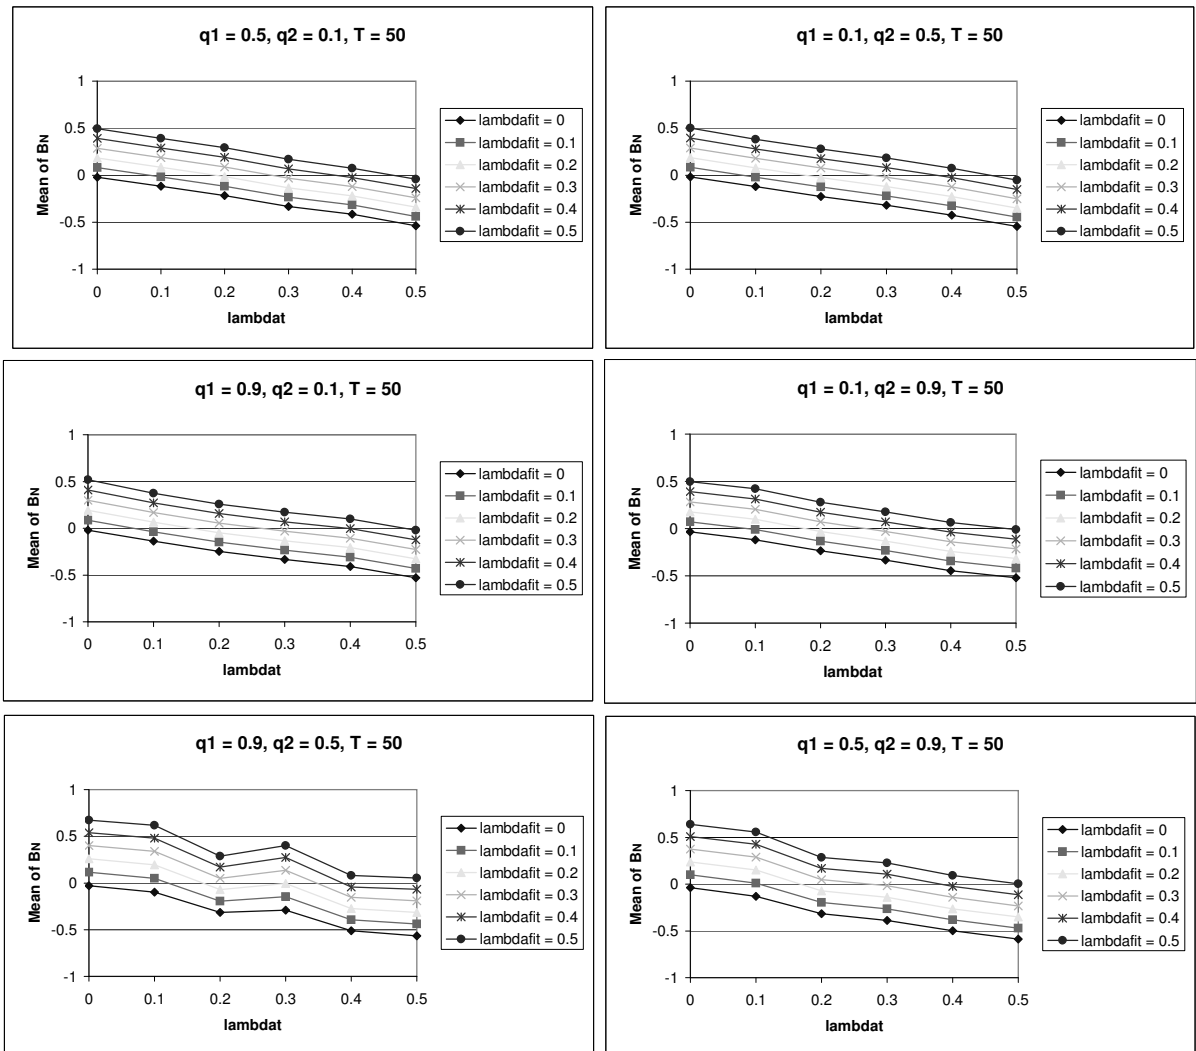 q1 = 0.5, q2 = 0.1, T = 50
Mean of BN
1
0.5
0
-0.5
-1
0 0.1 0.2 0.3 0.4 0.5
lambdat
lambdafit = 0
lambdafit = 0.1
lambdafit = 0.2
lambdafit = 0.3
lambdafit = 0.4
lambdafit = 0.5
q1 = 0.1, q2 = 0.5, T = 50
Mean of BN
1
0.5
0
-0.5
-1
0 0.1 0.2 0.3 0.4 0.5
lambdat
lambdafit = 0
lambdafit = 0.1
lambdafit = 0.2
lambdafit = 0.3
lambdafit = 0.4
lambdafit = 0.5
q1 = 0.9, q2 = 0.1, T = 50
Mean of BN
1
0.5
0
-0.5
-1
0 0.1 0.2 0.3 0.4 0.5
lambdat
lambdafit = 0
lambdafit = 0.1
lambdafit = 0.2
lambdafit = 0.3
lambdafit = 0.4
lambdafit = 0.5
q1 = 0.1, q2 = 0.9, T = 50
Mean of BN
1
0.5
0
-0.5
-1
0 0.1 0.2 0.3 0.4 0.5
lambdat
lambdafit = 0
lambdafit = 0.1
lambdafit = 0.2
lambdafit = 0.3
lambdafit = 0.4
lambdafit = 0.5
q1 = 0.9, q2 = 0.5, T = 50
Mean of BN
1
0.5
0
-0.5
-1
0 0.1 0.2 0.3 0.4 0.5
lambdat
lambdafit = 0
lambdafit = 0.1
lambdafit = 0.2
lambdafit = 0.3
lambdafit = 0.4
lambdafit = 0.5
q1 = 0.5, q2 = 0.9, T = 50
Mean of BN
1
0.5
0
-0.5
-1
0 0.1 0.2 0.3 0.4 0.5
lambdat
lambdafit = 0
lambdafit = 0.1
lambdafit = 0.2
lambdafit = 0.3
lambdafit = 0.4
lambdafit = 0.5